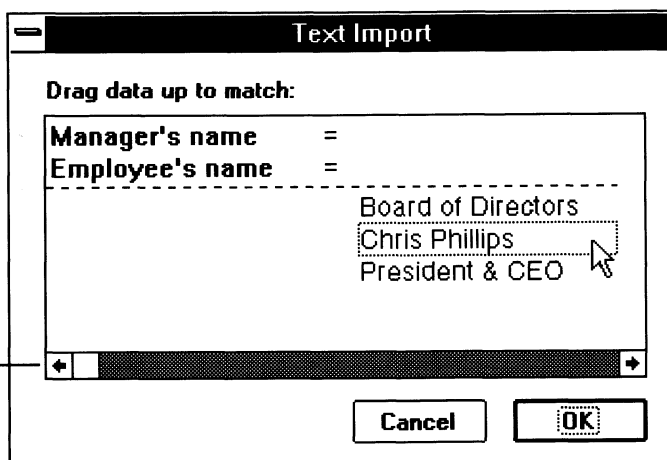 Text Import
Drag data up to match:
Manager's name =
Employee's name =
Board of Directors
Chris Phillips
President & CEO
Cancel OK